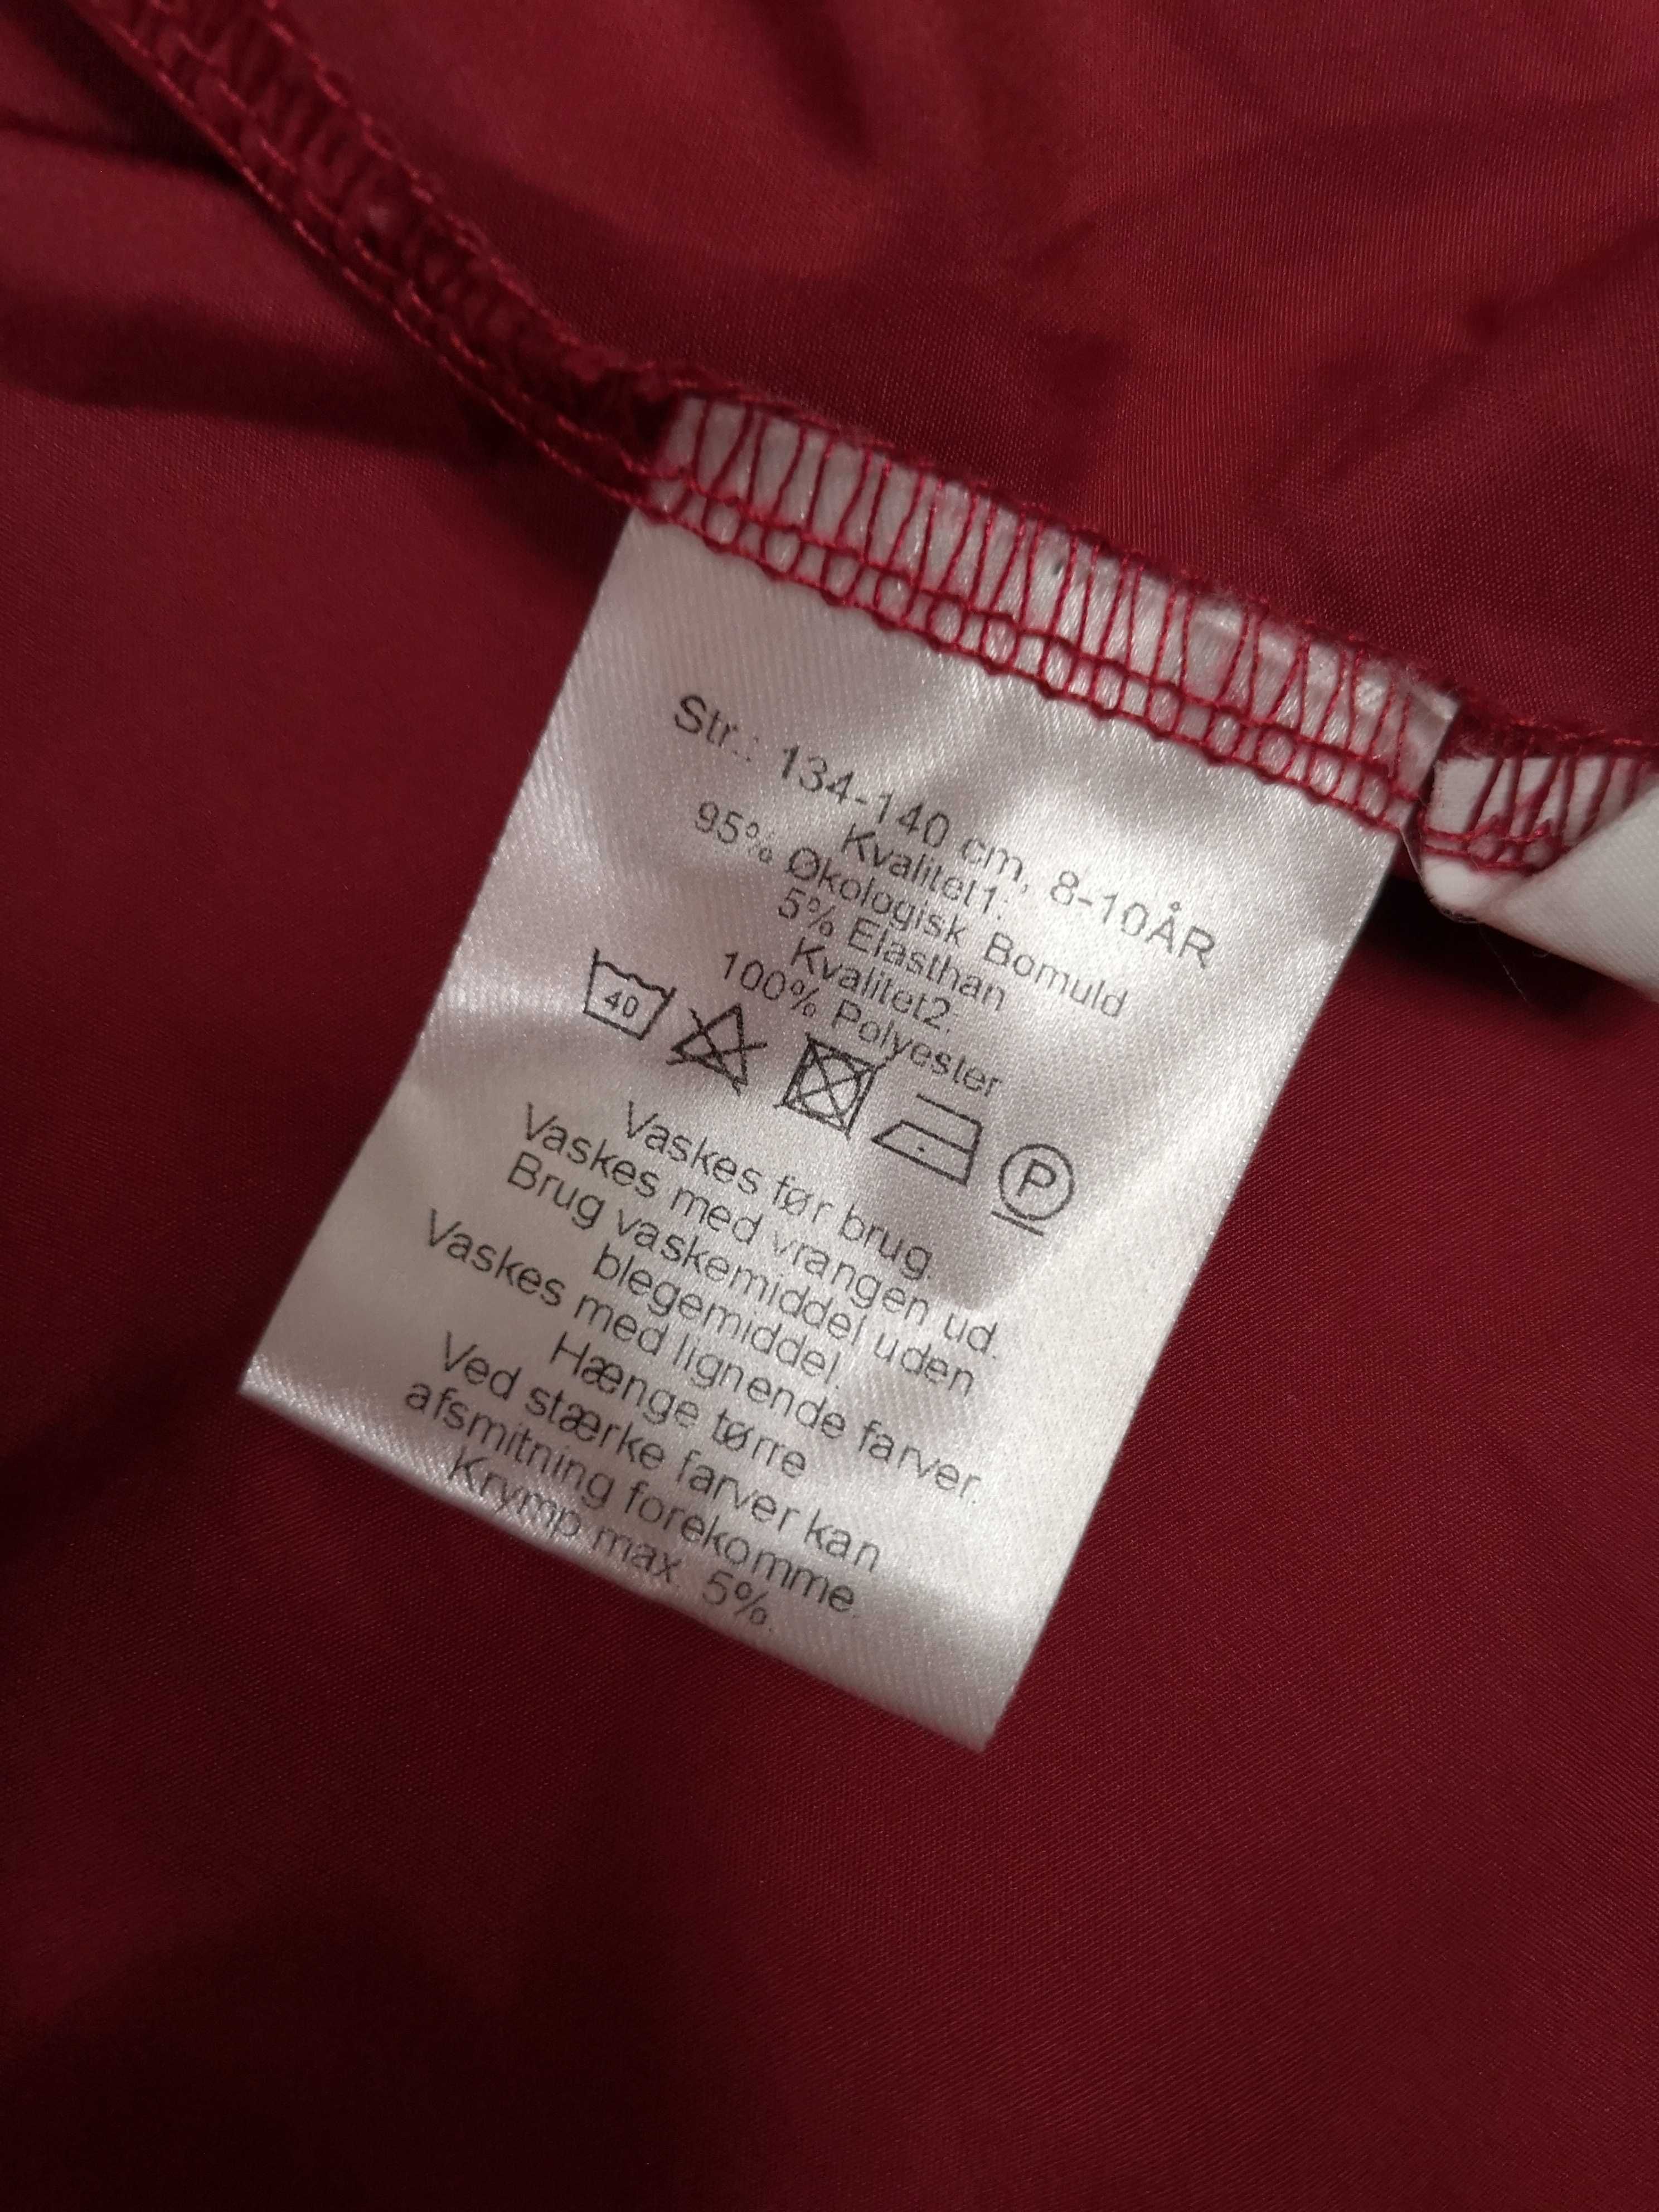 Str.: 134-140 cm, 8-10ÅR
Kvalitet1:
95% Økologisk Bomuld
5% Elasthan
Kvalitet2:
100% Polyester
40
P
Vaskes før brug.
Vaskes med vrangen ud.
Brug vaskemiddel uden
blegemiddel.
Vaskes med lignende farver.
Hænge tørre
Ved stærke farver kan
afsmitning forekomme.
Krymp max. 5%.